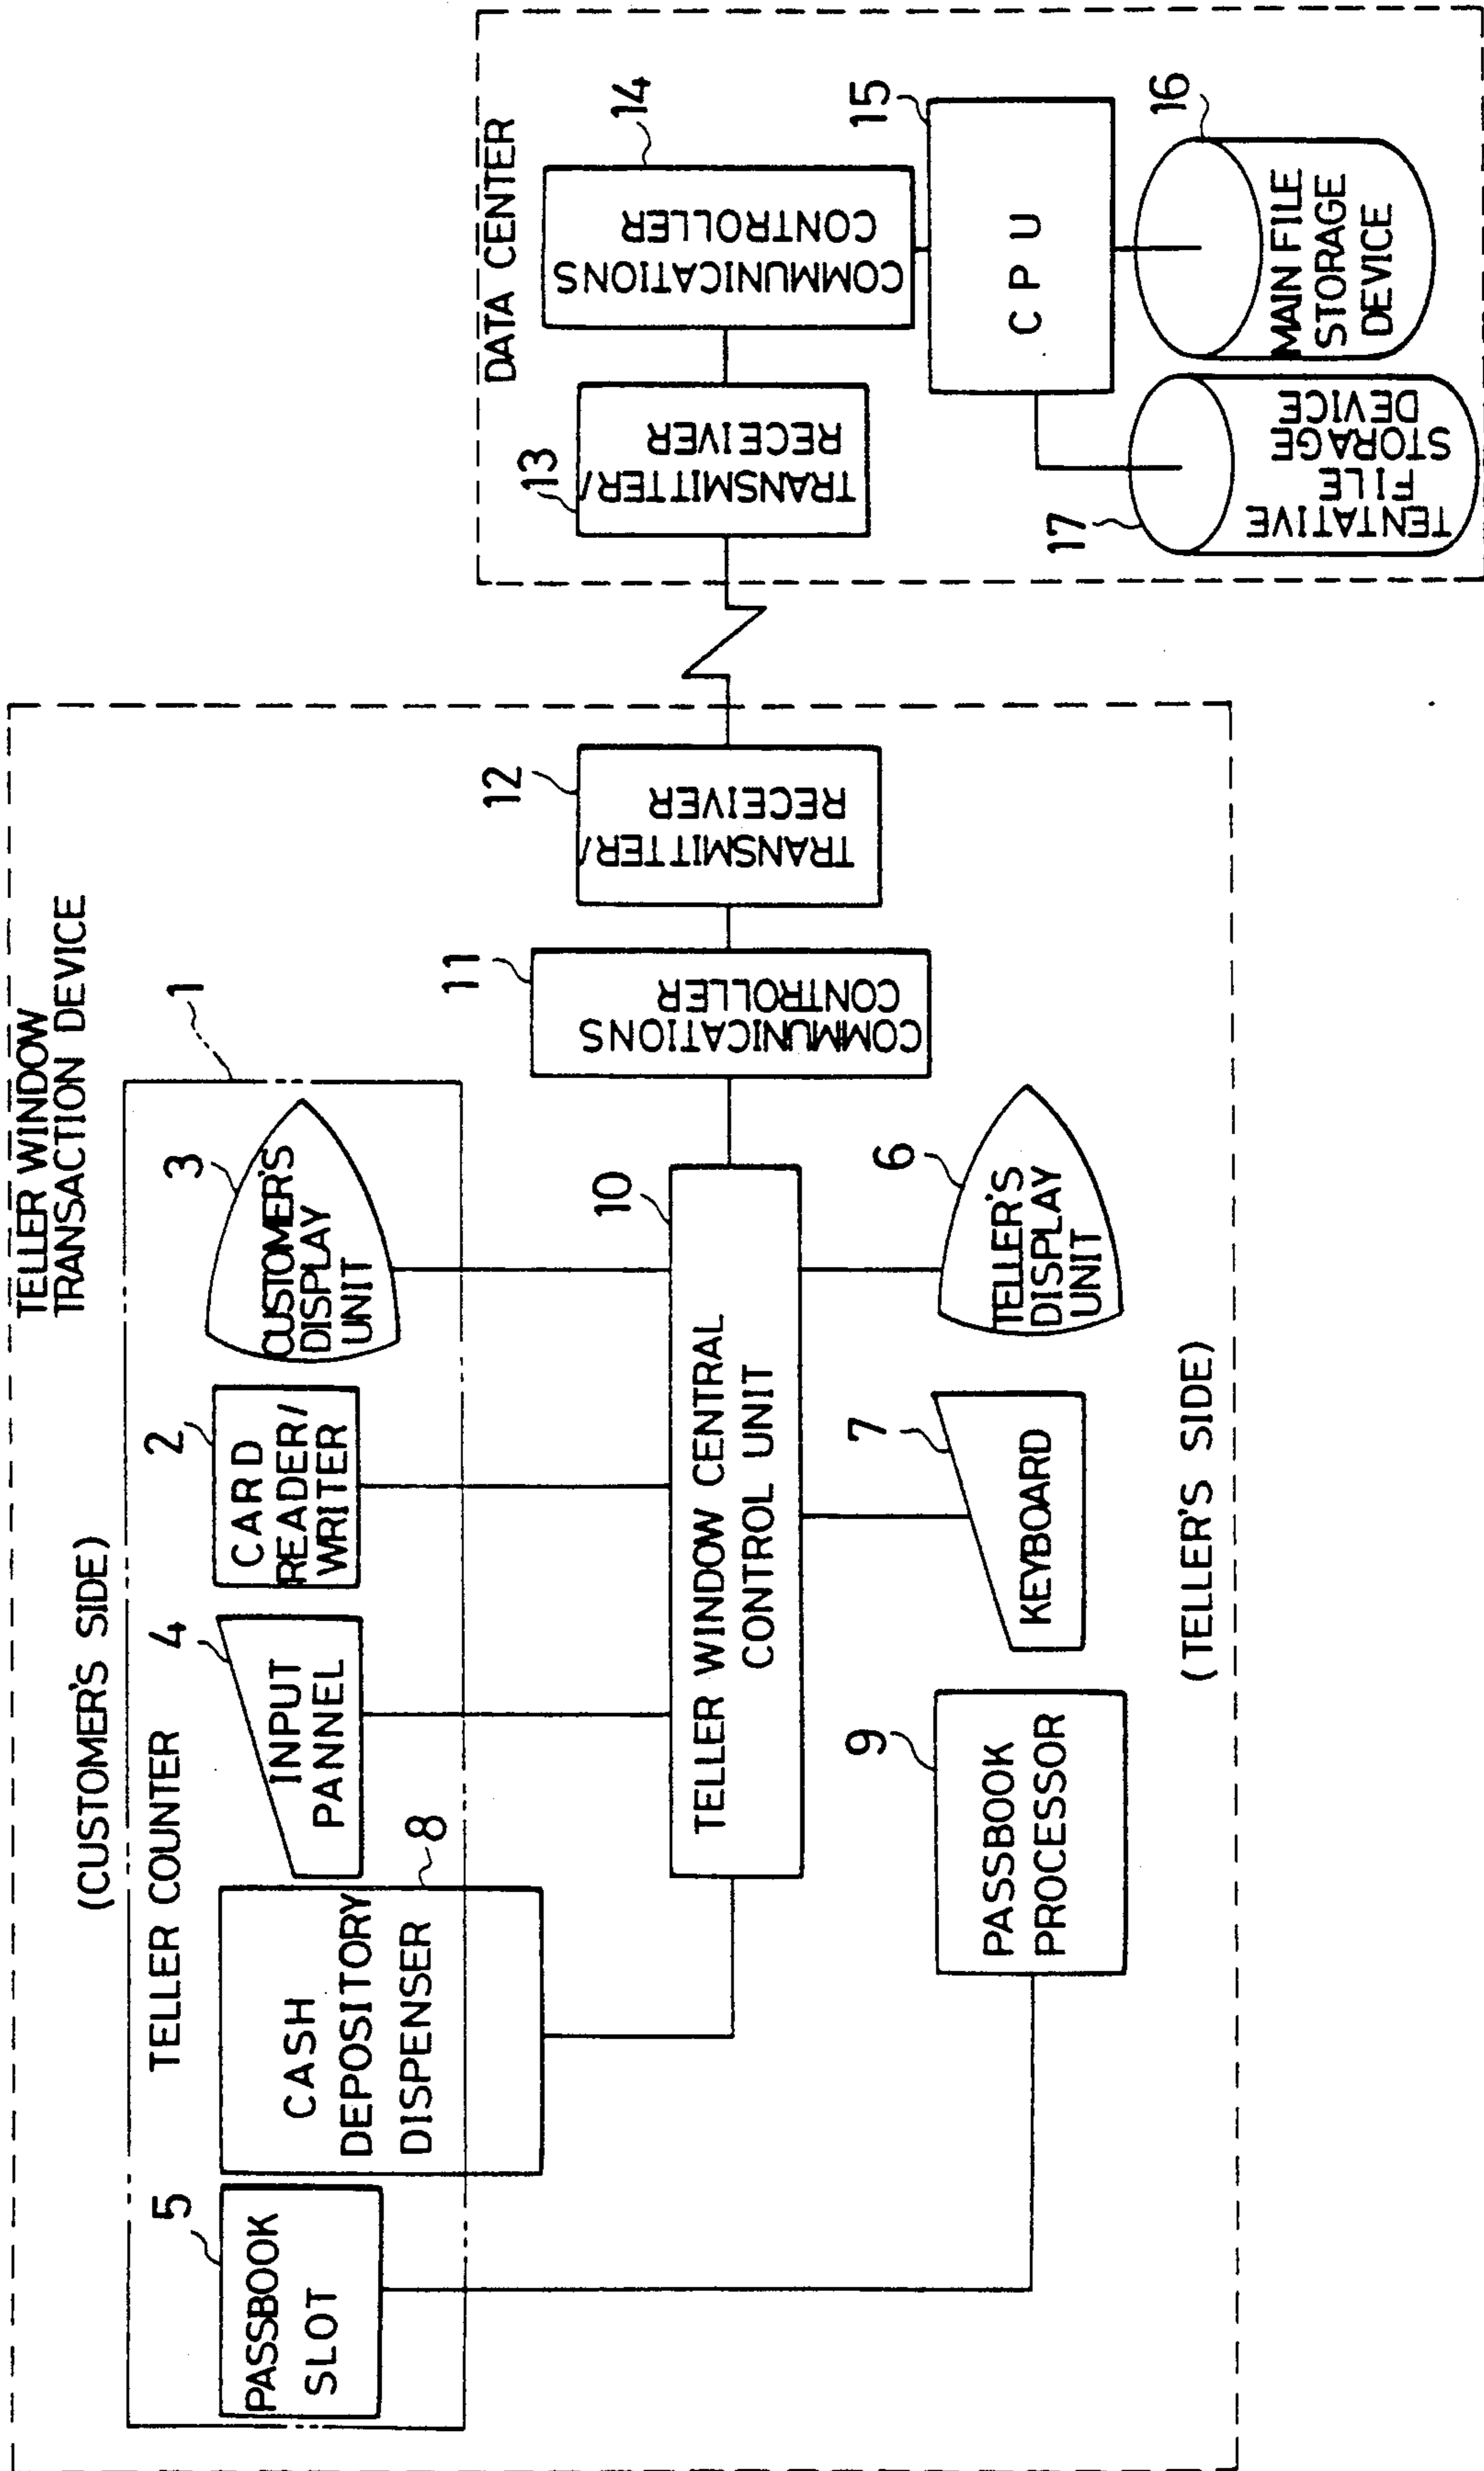 TELLER WINDOW
TRANSACTION DEVICE
(CUSTOMER'S SIDE)
TELLER COUNTER
1
5
PASSBOOK
SLOT
8
CASH
DEPOSITORY
DISPENSER
4
INPUT
PANNEL
2
CARD
READER/
WRITER
3
CUSTOMER'S
DISPLAY
UNIT
10
TELLER WINDOW CENTRAL
CONTROL UNIT
9
PASSBOOK
PROCESSOR
7
KEYBOARD
6
TELLER'S
DISPLAY
UNIT
(TELLER'S SIDE)
11
COMMUNICATIONS
CONTROLLER
12
TRANSMITTER/
RECEIVER
DATA CENTER
13
TRANSMITTER/
RECEIVER
14
COMMUNICATIONS
CONTROLLER
15
CPU
17
TENTATIVE
FILE
STORAGE
DEVICE
16
MAIN FILE
STORAGE
DEVICE